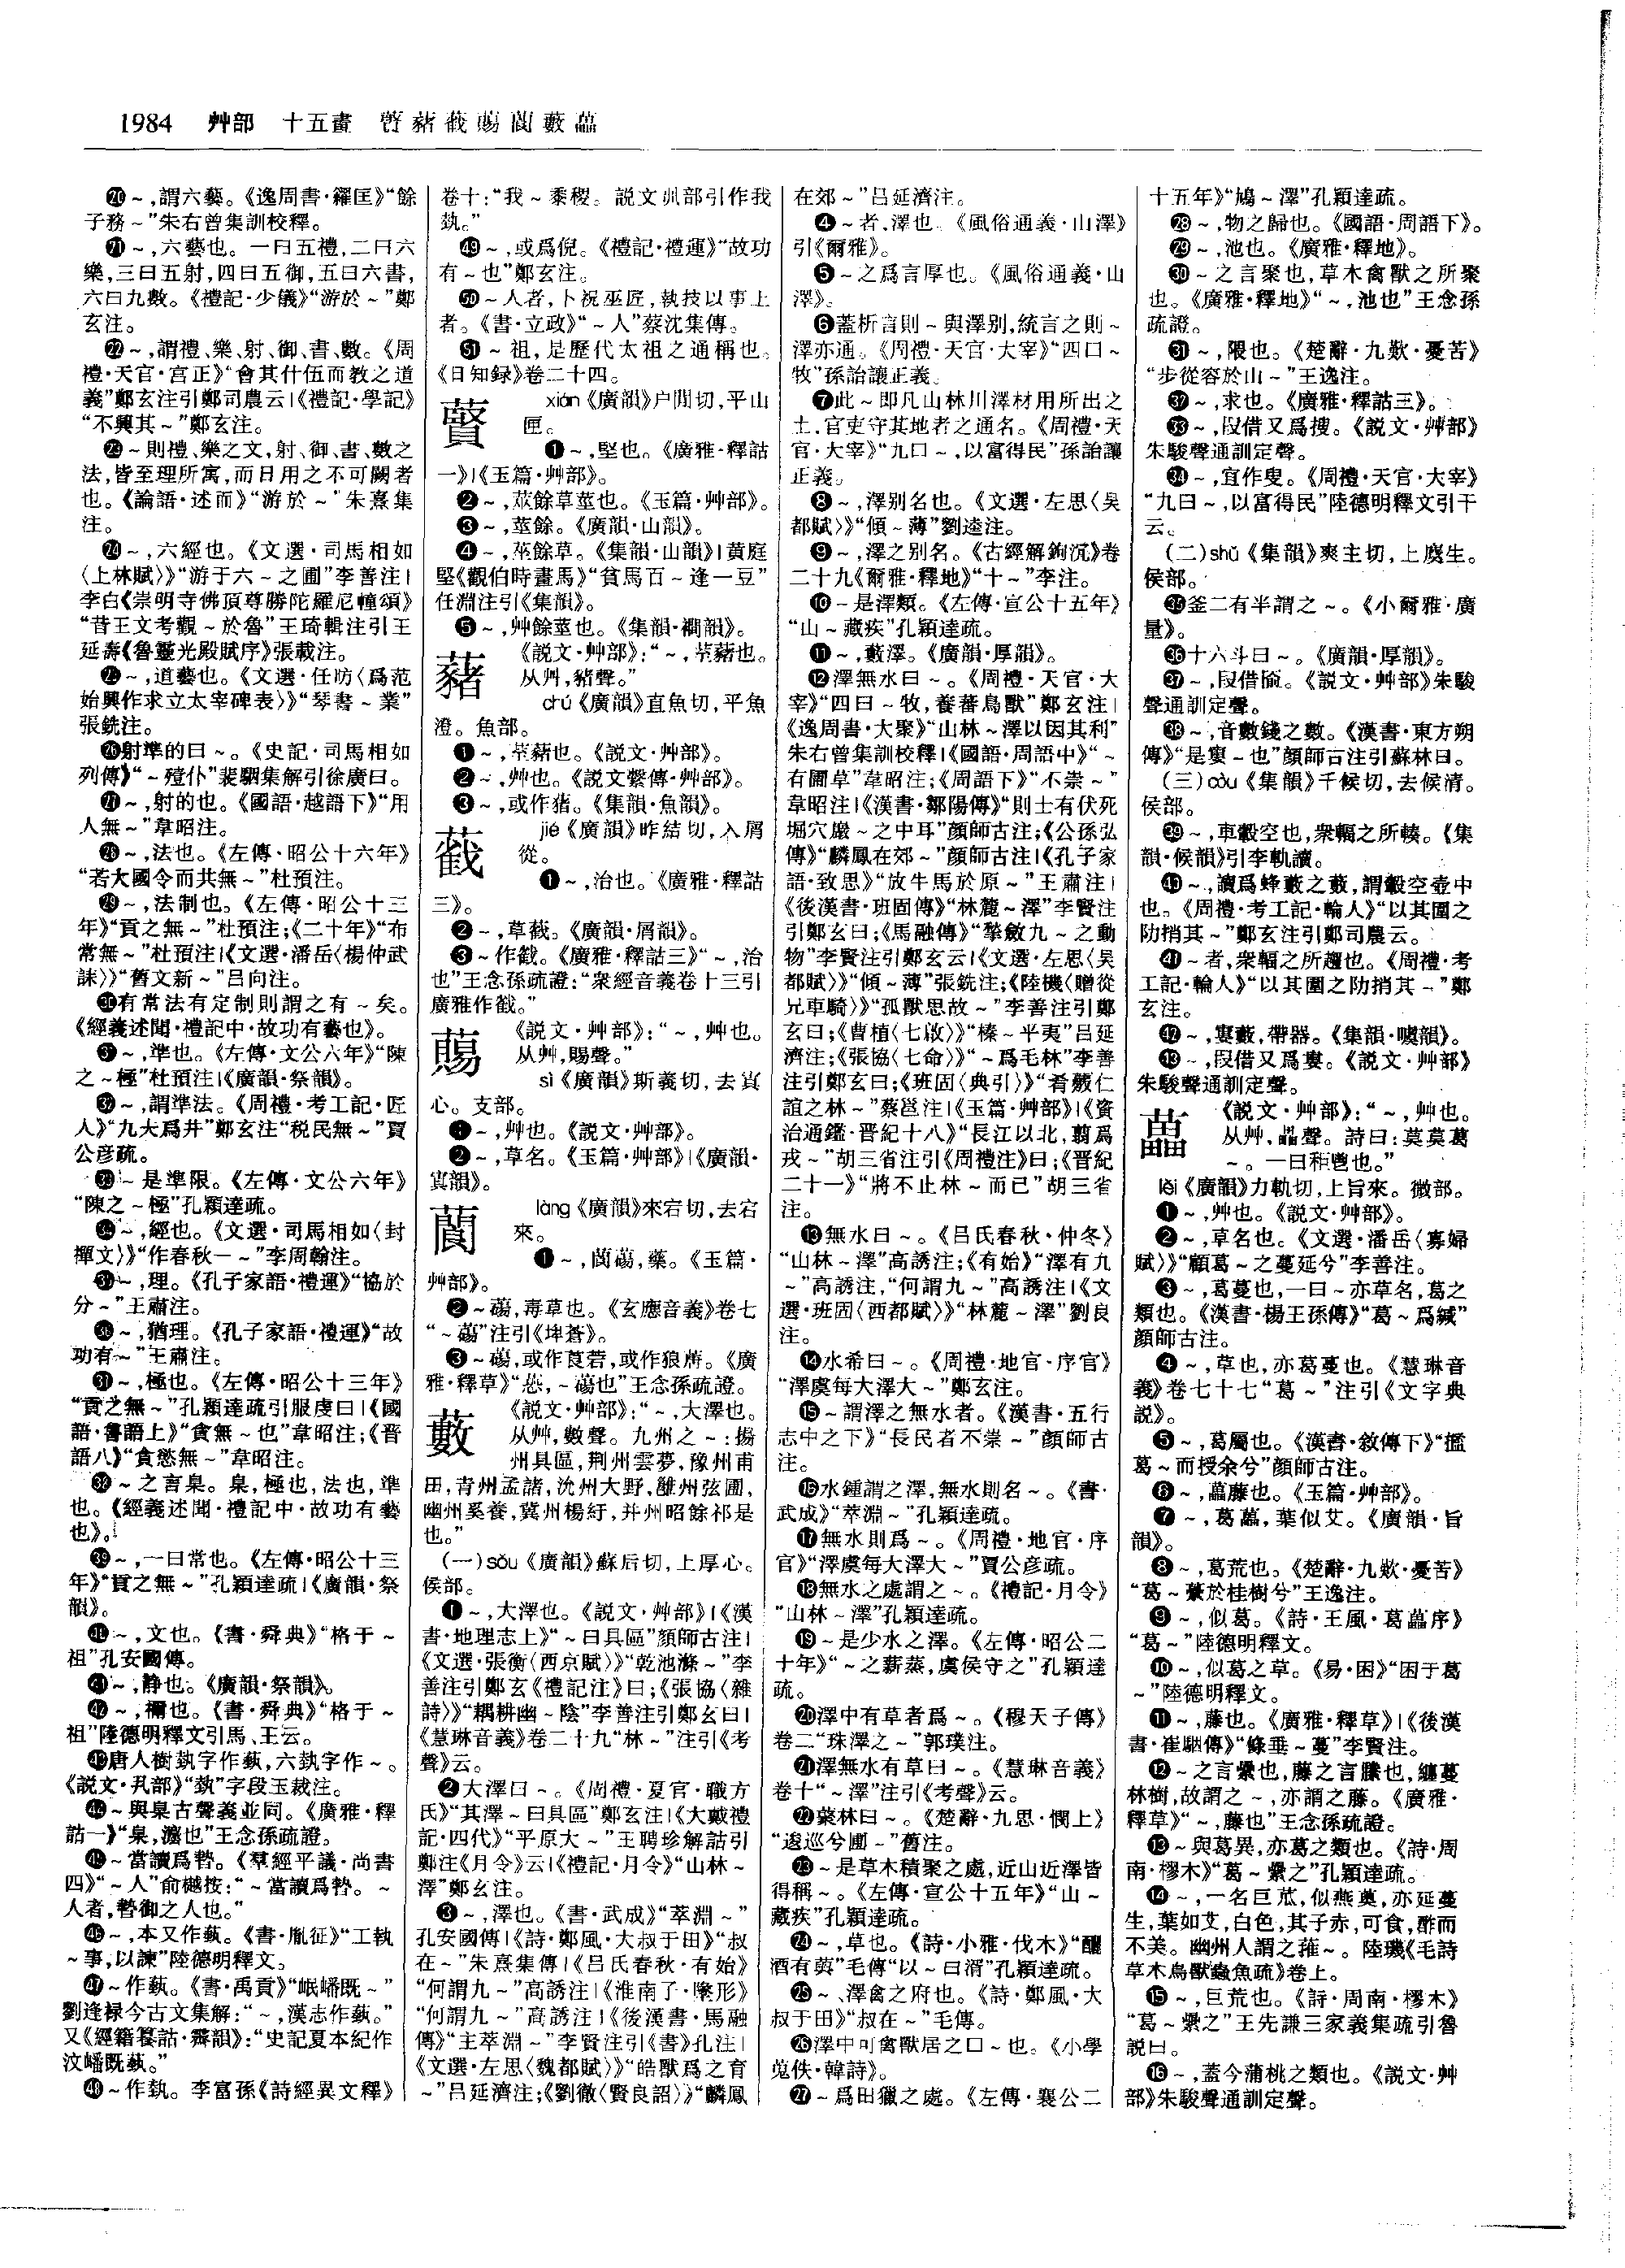 1984 艸部 十五畫 藖蕏蕺蕬藺藪藟
⑳～,謂六藝。《逸周書·糴匡》“餘
子務～”朱右曾集訓校釋。
㉑～,六藝也。一曰五禮,二曰六
樂,三曰五射,四曰五御,五曰六書,
六曰九數。《禮記·少儀》“游於～”鄭
玄注。
㉒～,謂禮、樂、射、御、書、數。《周
禮·天官·宫正》“會其什伍而教之道
義”鄭玄注引鄭司農云|《禮記·學記》
“不興其～”鄭玄注。
㉓～則禮、樂之文,射、御、書、數之
法,皆至理所寓,而日用之不可闕者
也。《論語·述而》“游於～”朱熹集
注。
㉔～,六經也。《文選·司馬相如
〈上林賦〉》“游于六～之圃”李善注|
李白《崇明寺佛頂尊勝陀羅尼幢頌》
“昔王文考觀～於魯”王琦輯注引王
延壽《魯靈光殿賦序》張載注。
㉕～,道藝也。《文選·任昉〈爲范
始興作求立太宰碑表〉》“琴書～業”
張銑注。
㉖射準的曰～。《史記·司馬相如
列傳》“～殪仆”裴駰集解引徐廣曰。
㉗～,射的也。《國語·越語下》“用
人無～”韋昭注。
㉘～,法也。《左傳·昭公十六年》
“若大國令而共無～”杜預注。
㉙～,法制也。《左傳·昭公十三
年》“貢之無～”杜預注;《二十年》“布
常無～”杜預注|《文選·潘岳〈楊仲武
誄〉》“舊文新～”吕向注。
㉚有常法有定制則謂之有～矣。
《經義述聞·禮記中·故功有藝也》。
㉛～,準也。《左傳·文公六年》“陳
之～極”杜預注|《廣韻·祭韻》。
㉜～,謂準法。《周禮·考工記·匠
人》“九夫爲井”鄭玄注“税民無～”賈
公彦疏。
㉝～是準限。《左傳·文公六年》
“陳之～極”孔穎達疏。
㉞～,經也。《文選·司馬相如〈封
禪文〉》“作春秋一～”李周翰注。
㉟～,理。《孔子家語·禮運》“協於
分～”王肅注。
㊱～,猶理。《孔子家語·禮運》“故
功有～”王肅注。
㊲～,極也。《左傳·昭公十三年》
“貢之無～”孔穎達疏引服虔曰|《國
語·魯語上》“貪無～也”韋昭注;《晉
語八》“貪慾無～”韋昭注。
㊳～之言臬。臬,極也,法也,準
也。《經義述聞·禮記中·故功有藝
也》。
㊴～,一曰常也。《左傳·昭公十三
年》“貢之無～”孔穎達疏|《廣韻·祭
韻》。
㊵～,文也。《書·舜典》“格于～
祖”孔安國傳。
㊶～,静也。《廣韻·祭韻》。
㊷～,禰也。《書·舜典》“格于～
祖”陸德明釋文引馬、王云。
㊸唐人樹埶字作蓺,六埶字作～。
《説文·丮部》“埶”字段玉裁注。
㊹～與臬古聲義並同。《廣雅·釋
詁一》“臬,灋也”王念孫疏證。
㊺～當讀爲暬。《羣經平議·尚書
四》“～人”俞樾按:“～當讀爲暬。～
人者,暬御之人也。”
㊻～,本又作蓺。《書·胤征》“工執
～事,以諫”陸德明釋文。
㊼～作蓺。《書·禹貢》“岷嶓既～”
劉逢禄今古文集解:“～,漢志作蓺。”
又《經籍籑詁·霽韻》:“史記夏本紀作
汶嶓既蓺。”
㊽～作埶。李富孫《詩經異文釋》
卷十:“我～黍稷。説文丮部引作我
埶。”
㊾～,或爲倪。《禮記·禮運》“故功
有～也”鄭玄注。
㊿～人者,卜祝巫匠,執技以事上
者。《書·立政》“～人”蔡沈集傳。
51～祖,是歷代太祖之通稱也。
《日知録》卷二十四。
藖 xián《廣韻》户閒切,平山
匣。
❶～,堅也。《廣雅·釋詁
一》|《玉篇·艸部》。
❷～,莖餘草莖也。《玉篇·艸部》。
❸～,莖餘。《廣韻·山韻》。
❹～,莝餘草。《集韻·山韻》|黄庭
堅《觀伯時畫馬》“貧馬百～逢一豆”
任淵注引《集韻》。
❺～,艸餘莖也。《集韻·襉韻》。
藸 《説文·艸部》:“～,荎藸也。
从艸,豬聲。”
chú《廣韻》直魚切,平魚
澄。魚部。
❶～,荎藸也。《説文·艸部》。
❷～,艸也。《説文繫傳·艸部》。
❸～,或作豬。《集韻·魚韻》。
蕺 jié《廣韻》昨結切,入屑
從。
❶～,治也。《廣雅·釋詁
三》。
❷～,草蕺。《廣韻·屑韻》。
❸～作截。《廣雅·釋詁三》“～,治
也”王念孫疏證:“衆經音義卷十三引
廣雅作截。”
䕘 《説文·艸部》:“～,艸也。
从艸,賜聲。”
sì《廣韻》斯義切,去寘
心。支部。
❶～,艸也。《説文·艸部》。
❷～,草名。《玉篇·艸部》|《廣韻·
寘韻》。
䕞 làng《廣韻》來宕切,去宕
來。
❶～,䕞蕩,藥。《玉篇·
艸部》。
❷～蕩,毒草也。《玄應音義》卷七
“～蕩”注引《埤蒼》。
❸～蕩,或作莨菪,或作狼蓎。《廣
雅·釋草》“葾,～蕩也”王念孫疏證。
藪 《説文·艸部》:“～,大澤也。
从艸,數聲。九州之～:揚
州具區,荆州雲夢,豫州甫
田,青州孟諸,沇州大野,雝州弦圃,
幽州奚養,冀州楊紆,并州昭餘祁是
也。”
(一)sǒu《廣韻》蘇后切,上厚心。
侯部。
❶～,大澤也。《説文·艸部》|《漢
書·地理志上》“～曰具區”顔師古注|
《文選·張衡〈西京賦〉》“乾池滌～”李
善注引鄭玄《禮記注》曰;《張協〈雜
詩〉》“耦耕幽～陰”李善注引鄭玄曰|
《慧琳音義》卷二十九“林～”注引《考
聲》云。
❷大澤曰～。《周禮·夏官·職方
氏》“其澤～曰具區”鄭玄注|《大戴禮
記·四代》“平原大～”王聘珍解詁引
鄭注《月令》云|《禮記·月令》“山林～
澤”鄭玄注。
❸～,澤也。《書·武成》“萃淵～”
孔安國傳|《詩·鄭風·大叔于田》“叔
在～”朱熹集傳|《吕氏春秋·有始》
“何謂九～”高誘注|《淮南子·墬形》
“何謂九～”高誘注|《後漢書·馬融
傳》“主萃淵～”李賢注引《書》孔注|
《文選·左思〈魏都賦〉》“皓獸爲之育
～”吕延濟注;《劉徹〈賢良詔〉》“麟鳳
在郊～”吕延濟注。
❹～者,澤也。《風俗通義·山澤》
引《爾雅》。
❺～之爲言厚也。《風俗通義·山
澤》。
❻蓋析言則～與澤别,統言之則～
澤亦通。《周禮·天官·大宰》“四曰～
牧”孫詒讓正義。
❼此～即凡山林川澤材用所出之
土,官吏守其地者之通名。《周禮·天
官·大宰》“九曰～,以富得民”孫詒讓
正義。
❽～,澤别名也。《文選·左思〈吴
都賦〉》“傾～薄”劉逵注。
❾～,澤之别名。《古經解鉤沉》卷
二十九《爾雅·釋地》“十～”李注。
❿～是澤類。《左傳·宣公十五年》
“山～藏疾”孔穎達疏。
⓫～,藪澤。《廣韻·厚韻》。
⓬澤無水曰～。《周禮·天官·大
宰》“四曰～牧,養蕃鳥獸”鄭玄注|
《逸周書·大聚》“山林～澤以因其利”
朱右曾集訓校釋|《國語·周語中》“～
有圃草”韋昭注;《周語下》“不崇～”
韋昭注|《漢書·鄒陽傳》“則士有伏死
堀穴巖～之中耳”顔師古注;《公孫弘
傳》“麟鳳在郊～”顔師古注|《孔子家
語·致思》“放牛馬於原～”王肅注|
《後漢書·班固傳》“林麓～澤”李賢注
引鄭玄曰;《馬融傳》“摯斂九～之動
物”李賢注引鄭玄云|《文選·左思〈吴
都賦〉》“傾～薄”張銑注;《陸機〈贈從
兄車騎〉》“孤獸思故～”李善注引鄭
玄曰;《曹植〈七啟〉》“榛～平夷”吕延
濟注;《張協〈七命〉》“～爲毛林”李善
注引鄭玄曰;《班固〈典引〉》“肴覈仁
誼之林～”蔡邕注|《玉篇·艸部》|《資
治通鑑·晉紀十八》“長江以北,翦爲
戎～”胡三省注引《周禮注》曰;《晉紀
二十一》“將不止林～而已”胡三省
注。
⓭無水曰～。《吕氏春秋·仲冬》
“山林～澤”高誘注;《有始》“澤有九
～”高誘注,“何謂九～”高誘注|《文
選·班固〈西都賦〉》“林麓～澤”劉良
注。
⓮水希曰～。《周禮·地官·序官》
“澤虞每大澤大～”鄭玄注。
⓯～謂澤之無水者。《漢書·五行
志中之下》“長民者不崇～”顔師古
注。
⓰水鍾謂之澤,無水則名～。《書·
武成》“萃淵～”孔穎達疏。
⓱無水則爲～。《周禮·地官·序
官》“澤虞每大澤大～”賈公彦疏。
⓲無水之處謂之～。《禮記·月令》
“山林～澤”孔穎達疏。
⓳～是少水之澤。《左傳·昭公二
十年》“～之薪蒸,虞侯守之”孔穎達
疏。
⓴澤中有草者爲～。《穆天子傳》
卷二“珠澤之～”郭璞注。
㉑澤無水有草曰～。《慧琳音義》
卷十“～澤”注引《考聲》云。
㉒叢林曰～。《楚辭·九思·憫上》
“逡巡兮圃～”舊注。
㉓～是草木積聚之處,近山近澤皆
得稱～。《左傳·宣公十五年》“山～
藏疾”孔穎達疏。
㉔～,草也。《詩·小雅·伐木》“釃
酒有藇”毛傳“以～曰湑”孔穎達疏。
㉕～、澤禽之府也。《詩·鄭風·大
叔于田》“叔在～”毛傳。
㉖澤中可禽獸居之曰～也。《小學
蒐佚·韓詩》。
㉗～爲田獵之處。《左傳·襄公二
十五年》“鳩～澤”孔穎達疏。
㉘～,物之歸也。《國語·周語下》。
㉙～,池也。《廣雅·釋地》。
㉚～之言聚也,草木禽獸之所聚
也。《廣雅·釋地》“～,池也”王念孫
疏證。
㉛～,隈也。《楚辭·九歎·憂苦》
“步從容於山～”王逸注。
㉜～,求也。《廣雅·釋詁三》。
㉝～,叚借又爲搜。《説文·艸部》
朱駿聲通訓定聲。
㉞～,宜作叟。《周禮·天官·大宰》
“九曰～,以富得民”陸德明釋文引干
云。
(二)shǔ《集韻》爽主切,上麌生。
侯部。
㉟釜二有半謂之～。《小爾雅·廣
量》。
㊱十六斗曰～。《廣韻·厚韻》。
㊲～,叚借㔶。《説文·艸部》朱駿
聲通訓定聲。
㊳～,音數錢之數。《漢書·東方朔
傳》“是寠～也”顔師古注引蘇林曰。
(三)còu《集韻》千候切,去候清。
侯部。
㊴～,車轂空也,衆輻之所輳。《集
韻·候韻》引李軌讀。
㊵～,讀爲蜂藪之藪,謂轂空壺中
也。《周禮·考工記·輪人》“以其圍之
阞捎其～”鄭玄注引鄭司農云。
㊶～者,衆輻之所趨也。《周禮·考
工記·輪人》“以其圍之阞捎其～”鄭
玄注。
㊷～,寠藪,帶器。《集韻·噳韻》。
㊸～,叚借又爲婁。《説文·艸部》
朱駿聲通訓定聲。
藟 《説文·艸部》:“～,艸也。
从艸,畾聲。詩曰:莫莫葛
～。一曰秬鬯也。”
lěi《廣韻》力軌切,上旨來。微部。
❶～,艸也。《説文·艸部》。
❷～,草名也。《文選·潘岳〈寡婦
賦〉》“顧葛～之蔓延兮”李善注。
❸～,葛蔓也,一曰～亦草名,葛之
類也。《漢書·楊王孫傳》“葛～爲緘”
顔師古注。
❹～,草也,亦葛蔓也。《慧琳音
義》卷七十七“葛～”注引《文字典
説》。
❺～,葛屬也。《漢書·敘傳下》“㩜
葛～而授余兮”顔師古注。
❻～,藟藤也。《玉篇·艸部》。
❼～,葛藟,葉似艾。《廣韻·旨
韻》。
❽～,葛荒也。《楚辭·九歎·憂苦》
“葛～虆於桂樹兮”王逸注。
❾～,似葛。《詩·王風·葛藟序》
“葛～”陸德明釋文。
❿～,似葛之草。《易·困》“困于葛
～”陸德明釋文。
⓫～,藤也。《廣雅·釋草》|《後漢
書·崔駰傳》“絛垂～蔓”李賢注。
⓬～之言纍也,藤之言縢也,纏蔓
林樹,故謂之～,亦謂之藤。《廣雅·
釋草》“～,藤也”王念孫疏證。
⓭～與葛異,亦葛之類也。《詩·周
南·樛木》“葛～纍之”孔穎達疏。
⓮～,一名巨苽,似燕薁,亦延蔓
生,葉如艾,白色,其子赤,可食,酢而
不美。幽州人謂之蓷～。陸璣《毛詩
草木鳥獸蟲魚疏》卷上。
⓯～,巨荒也。《詩·周南·樛木》
“葛～纍之”王先謙三家義集疏引魯
説曰。
⓰～,蓋今蒲桃之類也。《説文·艸
部》朱駿聲通訓定聲。